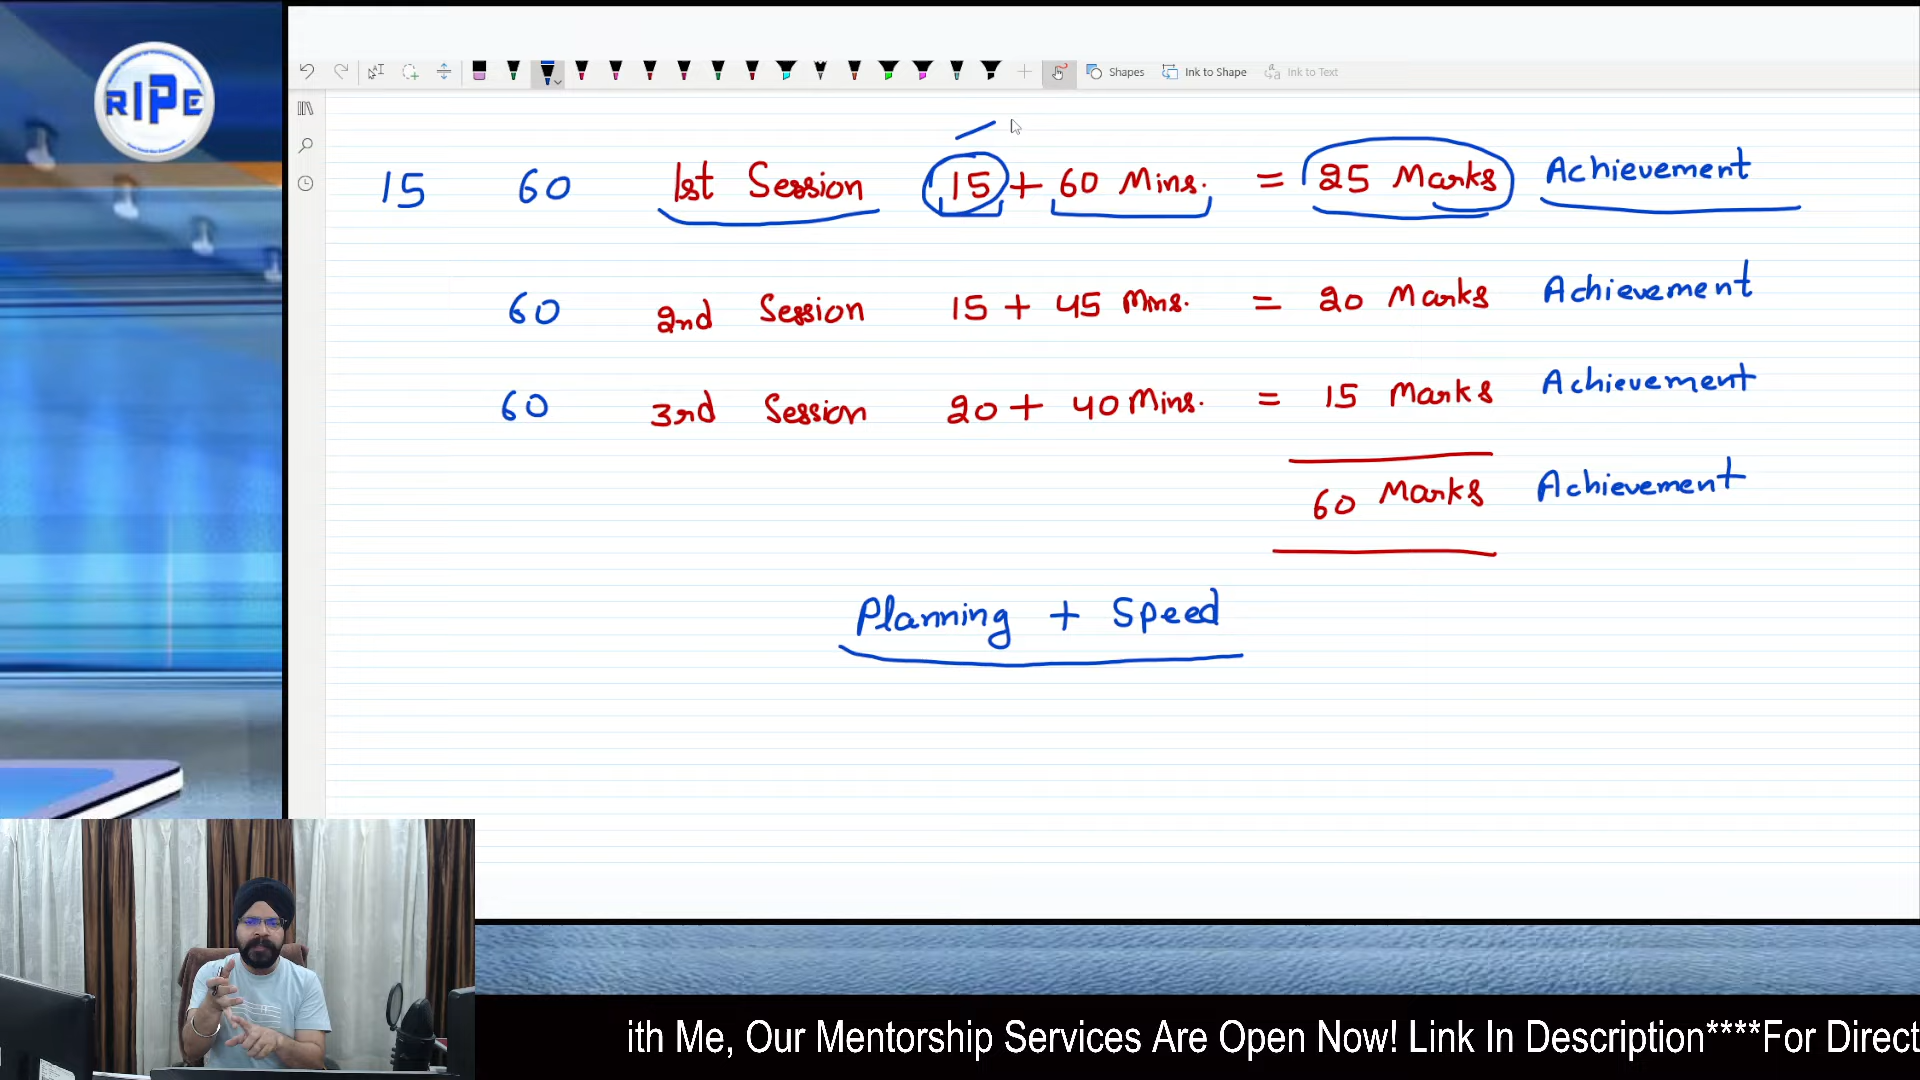 RIPE
Shapes Ink to Shape Ink to Text
15 60 1st Session 15 + 60 Mins. = 25 Marks Achievement
60 2nd Session 15 + 45 Mins. = 20 Marks Achievement
60 3rd Session 20 + 40 Mins. = 15 Marks Achievement
60 Marks Achievement
Planning + Speed
ith Me, Our Mentorship Services Are Open Now! Link In Description****For Direct